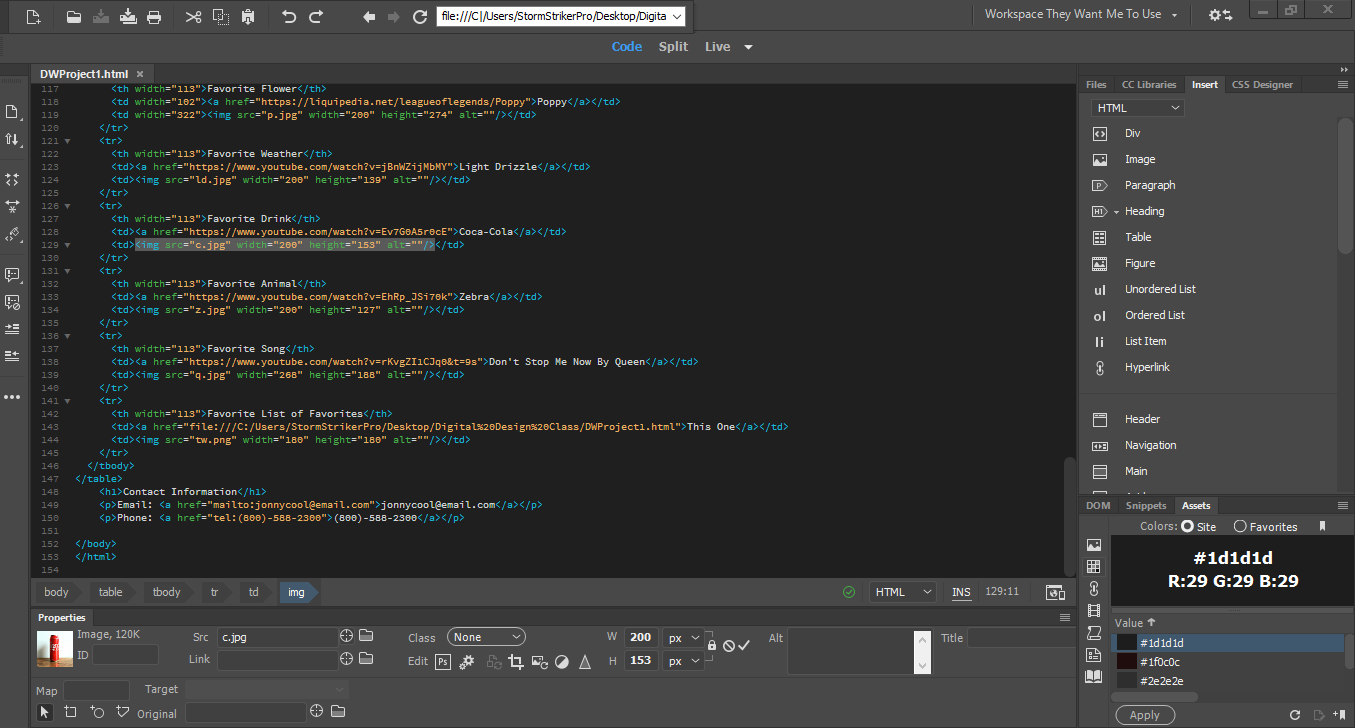 file:///C|/Users/StormStrikerPro/Desktop/Digita
Workspace They Want Me To Use
Code Split Live
DWProject1.html ×
117 <th width="113">Favorite Flower</th>
118 <td width="102"><a href="https://liquipedia.net/leagueoflegends/Poppy">Poppy</a></td>
119 <td width="322"><img src="p.jpg" width="200" height="274" alt=""/></td>
120 </tr>
121 <tr>
122 <th width="113">Favorite Weather</th>
123 <td><a href="https://www.youtube.com/watch?v=jBnWZijMbMY">Light Drizzle</a></td>
124 <td><img src="ld.jpg" width="200" height="139" alt=""/></td>
125 </tr>
126 <tr>
127 <th width="113">Favorite Drink</th>
128 <td><a href="https://www.youtube.com/watch?v=Ev7G0A5r0cE">Coca-Cola</a></td>
129 <td><img src="c.jpg" width="200" height="153" alt=""/></td>
130 </tr>
131 <tr>
132 <th width="113">Favorite Animal</th>
133 <td><a href="https://www.youtube.com/watch?v=EhRp_JSi70k">Zebra</a></td>
134 <td><img src="z.jpg" width="200" height="127" alt=""/></td>
135 </tr>
136 <tr>
137 <th width="113">Favorite Song</th>
138 <td><a href="https://www.youtube.com/watch?v=rKvgZI1CJq0&t=9s">Don't Stop Me Now By Queen</a></td>
139 <td><img src="q.jpg" width="268" height="188" alt=""/></td>
140 </tr>
141 <tr>
142 <th width="113">Favorite List of Favorites</th>
143 <td><a href="file:///C:/Users/StormStrikerPro/Desktop/Digital%20Design%20Class/DWProject1.html">This One</a></td>
144 <td><img src="tw.png" width="180" height="180" alt=""/></td>
145 </tr>
146 </tbody>
147 </table>
148 <h1>Contact Information</h1>
149 <p>Email: <a href="mailto:jonnycool@email.com">jonnycool@email.com</a></p>
150 <p>Phone: <a href="tel:(800)-588-2300">(800)-588-2300</a></p>
151
152 </body>
153 </html>
154
body table tbody tr td img HTML INS 129:11
Properties
Image, 120K
ID
Src c.jpg
Link
Class None
Edit Ps
W 200 px
H 153 px
Alt
Title
Map
Target
Original
Files CC Libraries Insert CSS Designer
HTML
Div
Image
P Paragraph
H1 Heading
Table
Figure
ul Unordered List
ol Ordered List
li List Item
Hyperlink
Header
Navigation
Main
DOM Snippets Assets
Colors: Site Favorites
#1d1d1d
R:29 G:29 B:29
Value
#1d1d1d
#1f0c0c
#2e2e2e
Apply